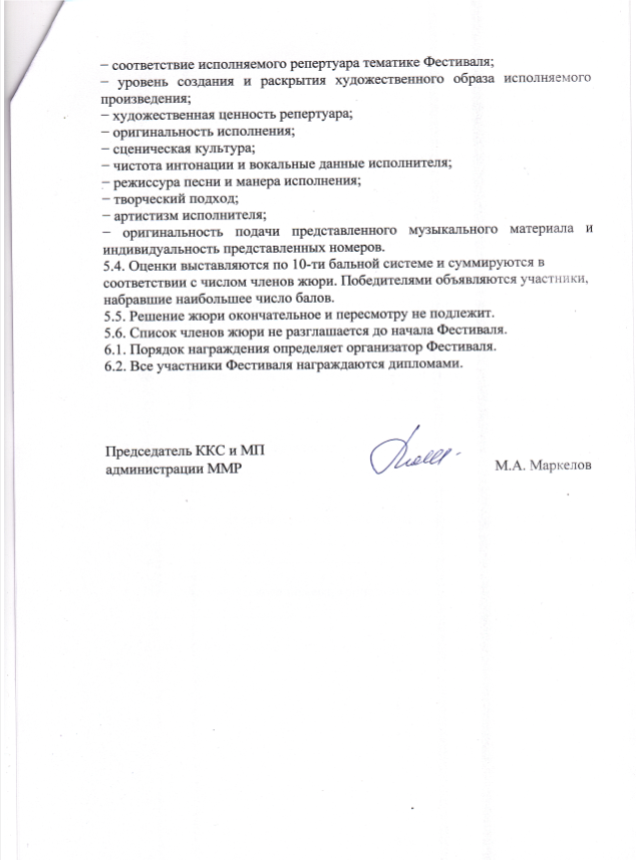 − соответствие исполняемого репертуара тематике Фестиваля;
− уровень создания и раскрытия художественного образа исполняемого
произведения;
− художественная ценность репертуара;
− оригинальность исполнения;
− сценическая культура;
− чистота интонации и вокальные данные исполнителя;
− режиссура песни и манера исполнения;
− творческий подход;
− артистизм исполнителя;
− оригинальность подачи представленного музыкального материала и
индивидуальность представленных номеров.
5.4. Оценки выставляются по 10-ти бальной системе и суммируются в
соответствии с числом членов жюри. Победителями объявляются участники,
набравшие наибольшее число балов.
5.5. Решение жюри окончательное и пересмотру не подлежит.
5.6. Список членов жюри не разглашается до начала Фестиваля.
6.1. Порядок награждения определяет организатор Фестиваля.
6.2. Все участники Фестиваля награждаются дипломами.
Председатель ККС и МП
администрации ММР
М.А. Маркелов